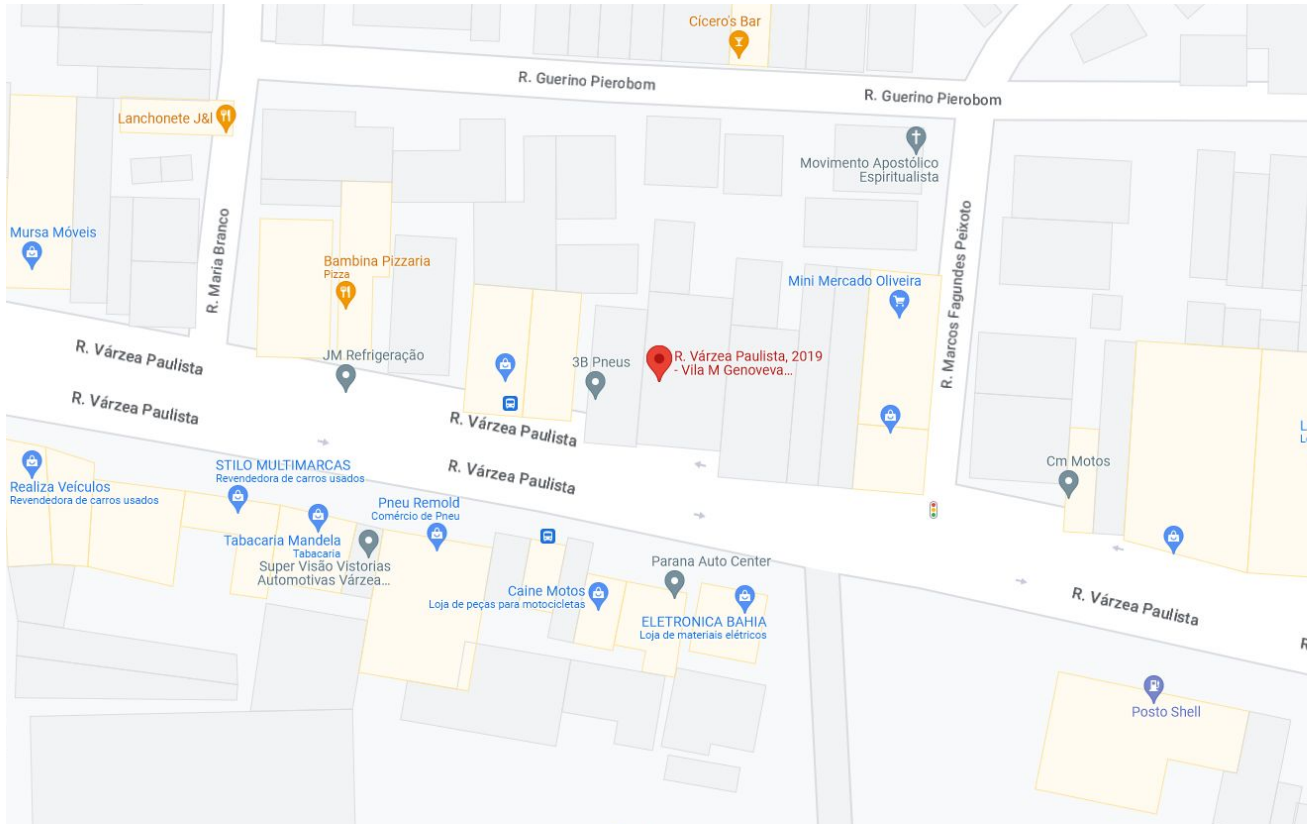 Cícero's Bar
R. Guerino Pierobom
R. Guerino Pierobom
Lanchonete J&l
Movimento Apostólico
Espiritualista
R. Maria Branco
R. Marcos Fagundes Peixoto
Mursa Móveis
Bambina Pizzaria
Pizza
Mini Mercado Oliveira
R. Várzea Paulista
JM Refrigeração
3B Pneus
R. Várzea Paulista, 2019
- Vila M Genoveva...
R. Várzea Paulista
R. Várzea Paulista
L
Cm Motos
R. Várzea Paulista
STILO MULTIMARCAS
Revendedora de carros usados
Realiza Veículos
Revendedora de carros usados
Pneu Remold
Comércio de Pneu
Tabacaria Mandela
Tabacaria
Super Visão Vistorias
Automotivas Várzea...
Parana Auto Center
Caine Motos
Loja de peças para motocicletas
ELETRONICA BAHIA
Loja de materiais elétricos
R. Várzea Paulista
Posto Shell